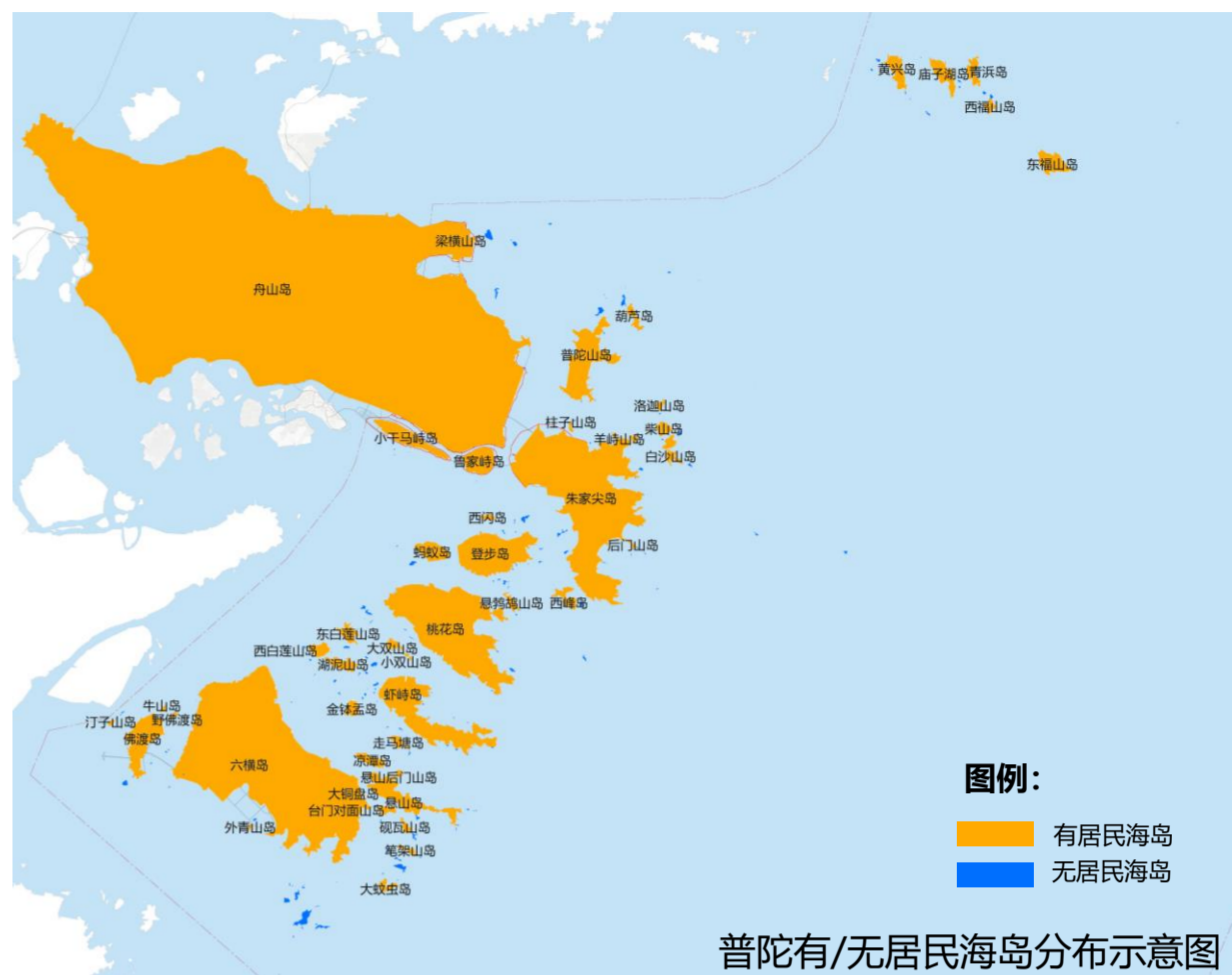 黄兴岛
庙子湖岛
青浜岛
西福山岛
东福山岛
梁横山岛
舟山岛
葫芦岛
普陀山岛
洛迦山岛
柱子山岛
柴山岛
小干马峙岛
羊峙山岛
白沙山岛
鲁家峙岛
朱家尖岛
西闪岛
后门山岛
蚂蚁岛
登步岛
悬鹁鸪山岛
西峰岛
桃花岛
东白莲山岛
大双山岛
西白莲山岛
小双山岛
湖泥山岛
虾峙岛
金钵盂岛
牛山岛
野佛渡岛
汀子山岛
佛渡岛
走马塘岛
凉潭岛
六横岛
悬山后门山岛
大铜盘岛
悬山岛
台门对面山岛
外青山岛
砚瓦山岛
笔架山岛
大蚊虫岛
图例：
有居民海岛
无居民海岛
普陀有/无居民海岛分布示意图